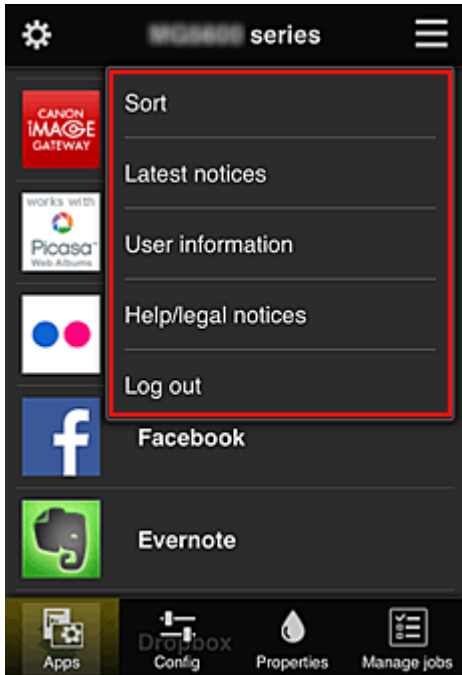 series
Sort
CANON
iMAGE
GATEWAY
Latest notices
works with
Picasa™
Web Albums
User information
Help/legal notices
Log out
Facebook
Evernote
Dropbox
Apps
Config
Properties
Manage jobs